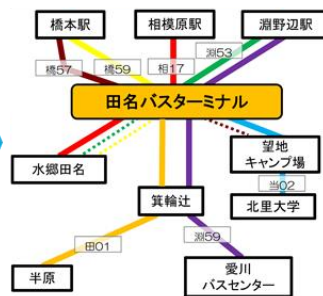 橋本駅
相模原駅
淵野辺駅
淵53
橋57
橋59
相17
田名バスターミナル
水郷田名
望地
キャンプ場
当02
箕輪辻
北里大学
田01
淵59
半原
愛川
バスセンター